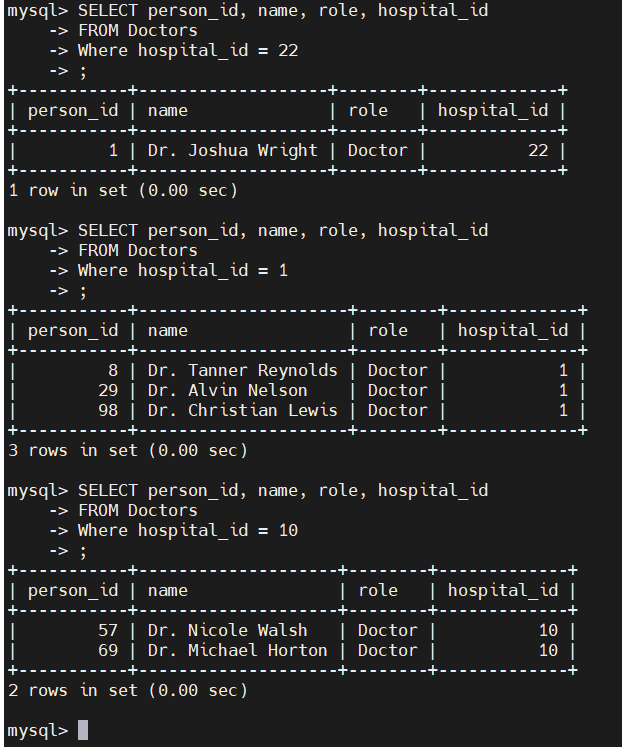 mysql> SELECT person_id, name, role, hospital_id
    -> FROM Doctors
    -> Where hospital_id = 22
    -> ;
+-----------+-------------------+--------+-------------+
| person_id | name              | role   | hospital_id |
+-----------+-------------------+--------+-------------+
|         1 | Dr. Joshua Wright | Doctor |          22 |
+-----------+-------------------+--------+-------------+
1 row in set (0.00 sec)

mysql> SELECT person_id, name, role, hospital_id
    -> FROM Doctors
    -> Where hospital_id = 1
    -> ;
+-----------+---------------------+--------+-------------+
| person_id | name                | role   | hospital_id |
+-----------+---------------------+--------+-------------+
|         8 | Dr. Tanner Reynolds | Doctor |           1 |
|        29 | Dr. Alvin Nelson    | Doctor |           1 |
|        98 | Dr. Christian Lewis | Doctor |           1 |
+-----------+---------------------+--------+-------------+
3 rows in set (0.00 sec)

mysql> SELECT person_id, name, role, hospital_id
    -> FROM Doctors
    -> Where hospital_id = 10
    -> ;
+-----------+--------------------+--------+-------------+
| person_id | name               | role   | hospital_id |
+-----------+--------------------+--------+-------------+
|        57 | Dr. Nicole Walsh   | Doctor |          10 |
|        69 | Dr. Michael Horton | Doctor |          10 |
+-----------+--------------------+--------+-------------+
2 rows in set (0.00 sec)

mysql>